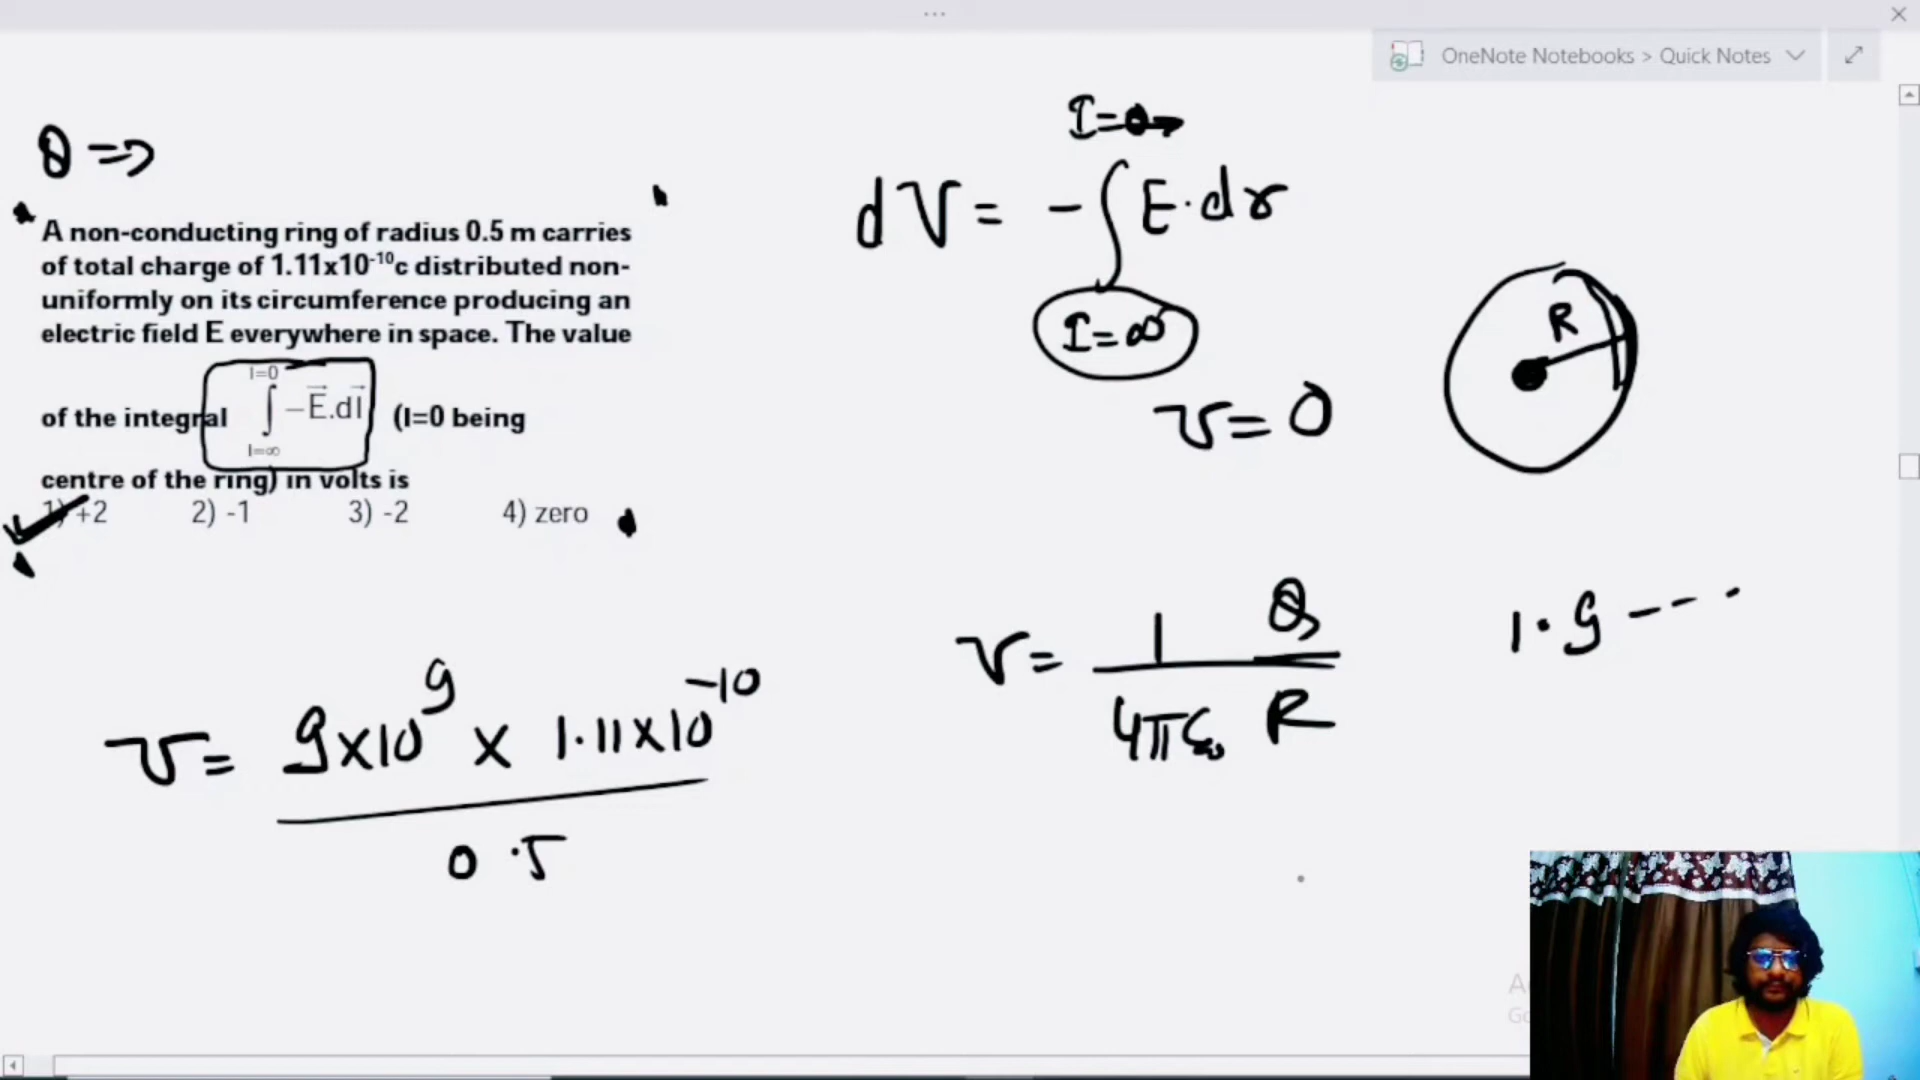 OneNote Notebooks > Quick Notes
Q ⇒
A non-conducting ring of radius 0.5 m carries
of total charge of 1.11x10⁻¹⁰c distributed non-
uniformly on its circumference producing an
electric field E everywhere in space. The value
l=0
of the integral ∫ −E⃗.dl⃗ (l=0 being
l=∞
centre of the ring) in volts is
1) +2 2) -1 3) -2 4) zero
V = 9×10⁹ × 1.11×10⁻¹⁰
0.5
I=0
dV = - ∫ E.dr
I=∞
V=0
R
V = 1 Q
4πε₀ R
1.9 ----